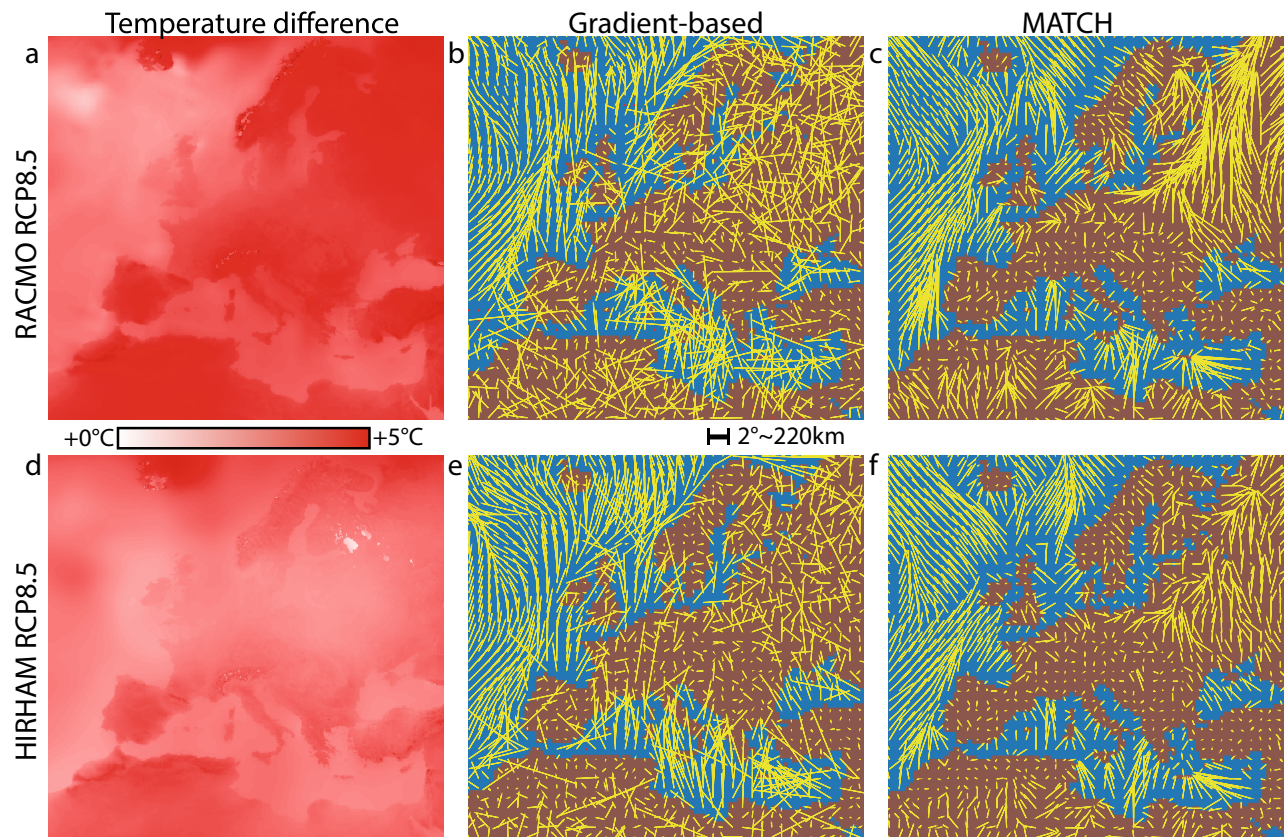 Temperature difference
Gradient-based
MATCH
a
b
c
RACMO RCP8.5
+0°C
+5°C
2°~220km
d
e
f
HIRHAM RCP8.5